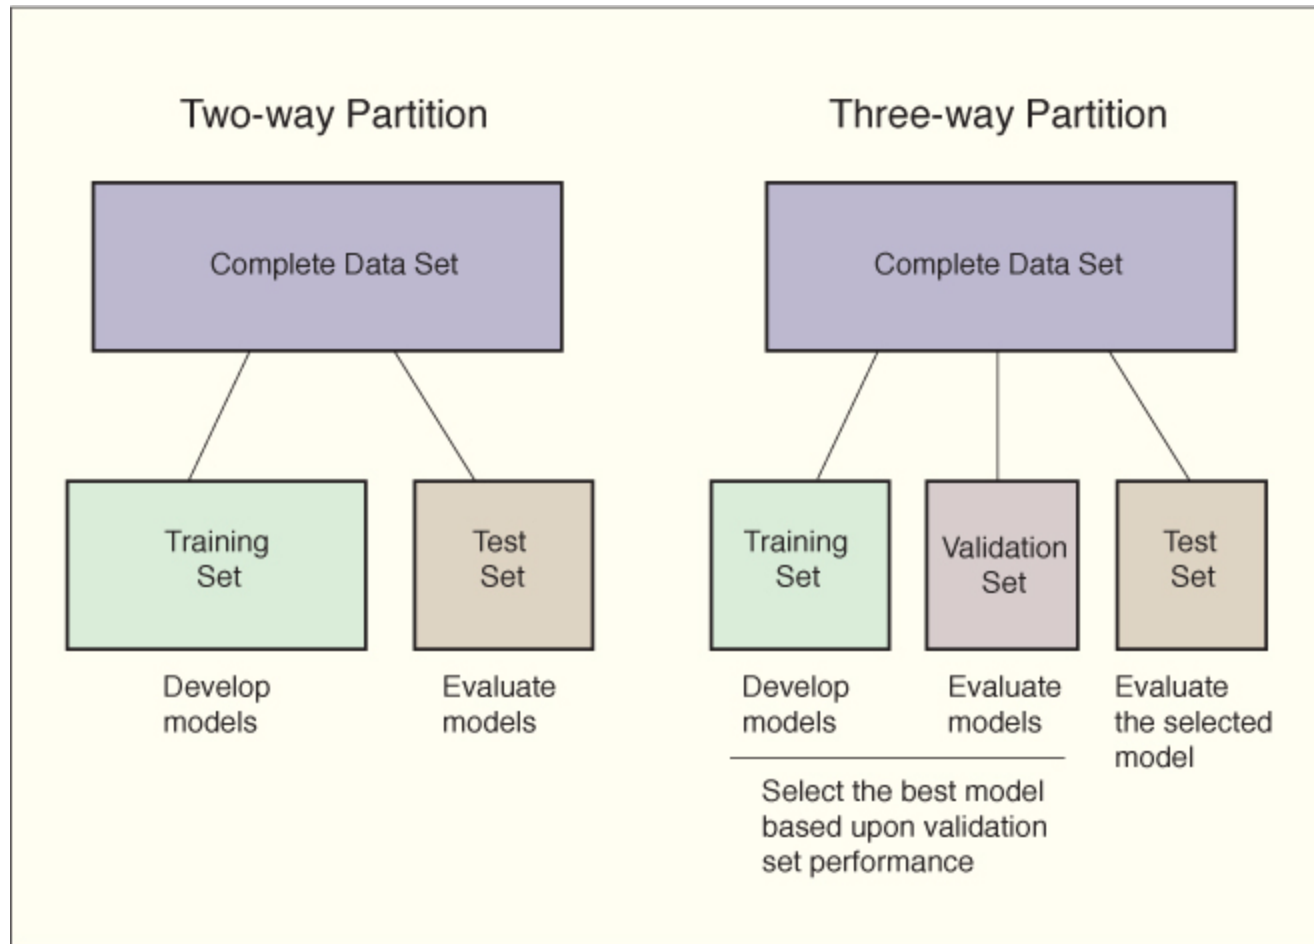 Two-way Partition
Complete Data Set
Training
Set
Test
Set
Develop
models
Evaluate
models
Three-way Partition
Complete Data Set
Training
Set
Validation
Set
Test
Set
Develop
models
Evaluate
models
Evaluate
the selected
model
Select the best model
based upon validation
set performance